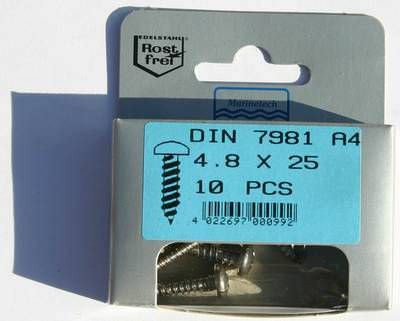 EDELSTAHL
Rost
frei
Marinetech
DIN 7981 A4
4.8 X 25
10 PCS
4 022697 000992